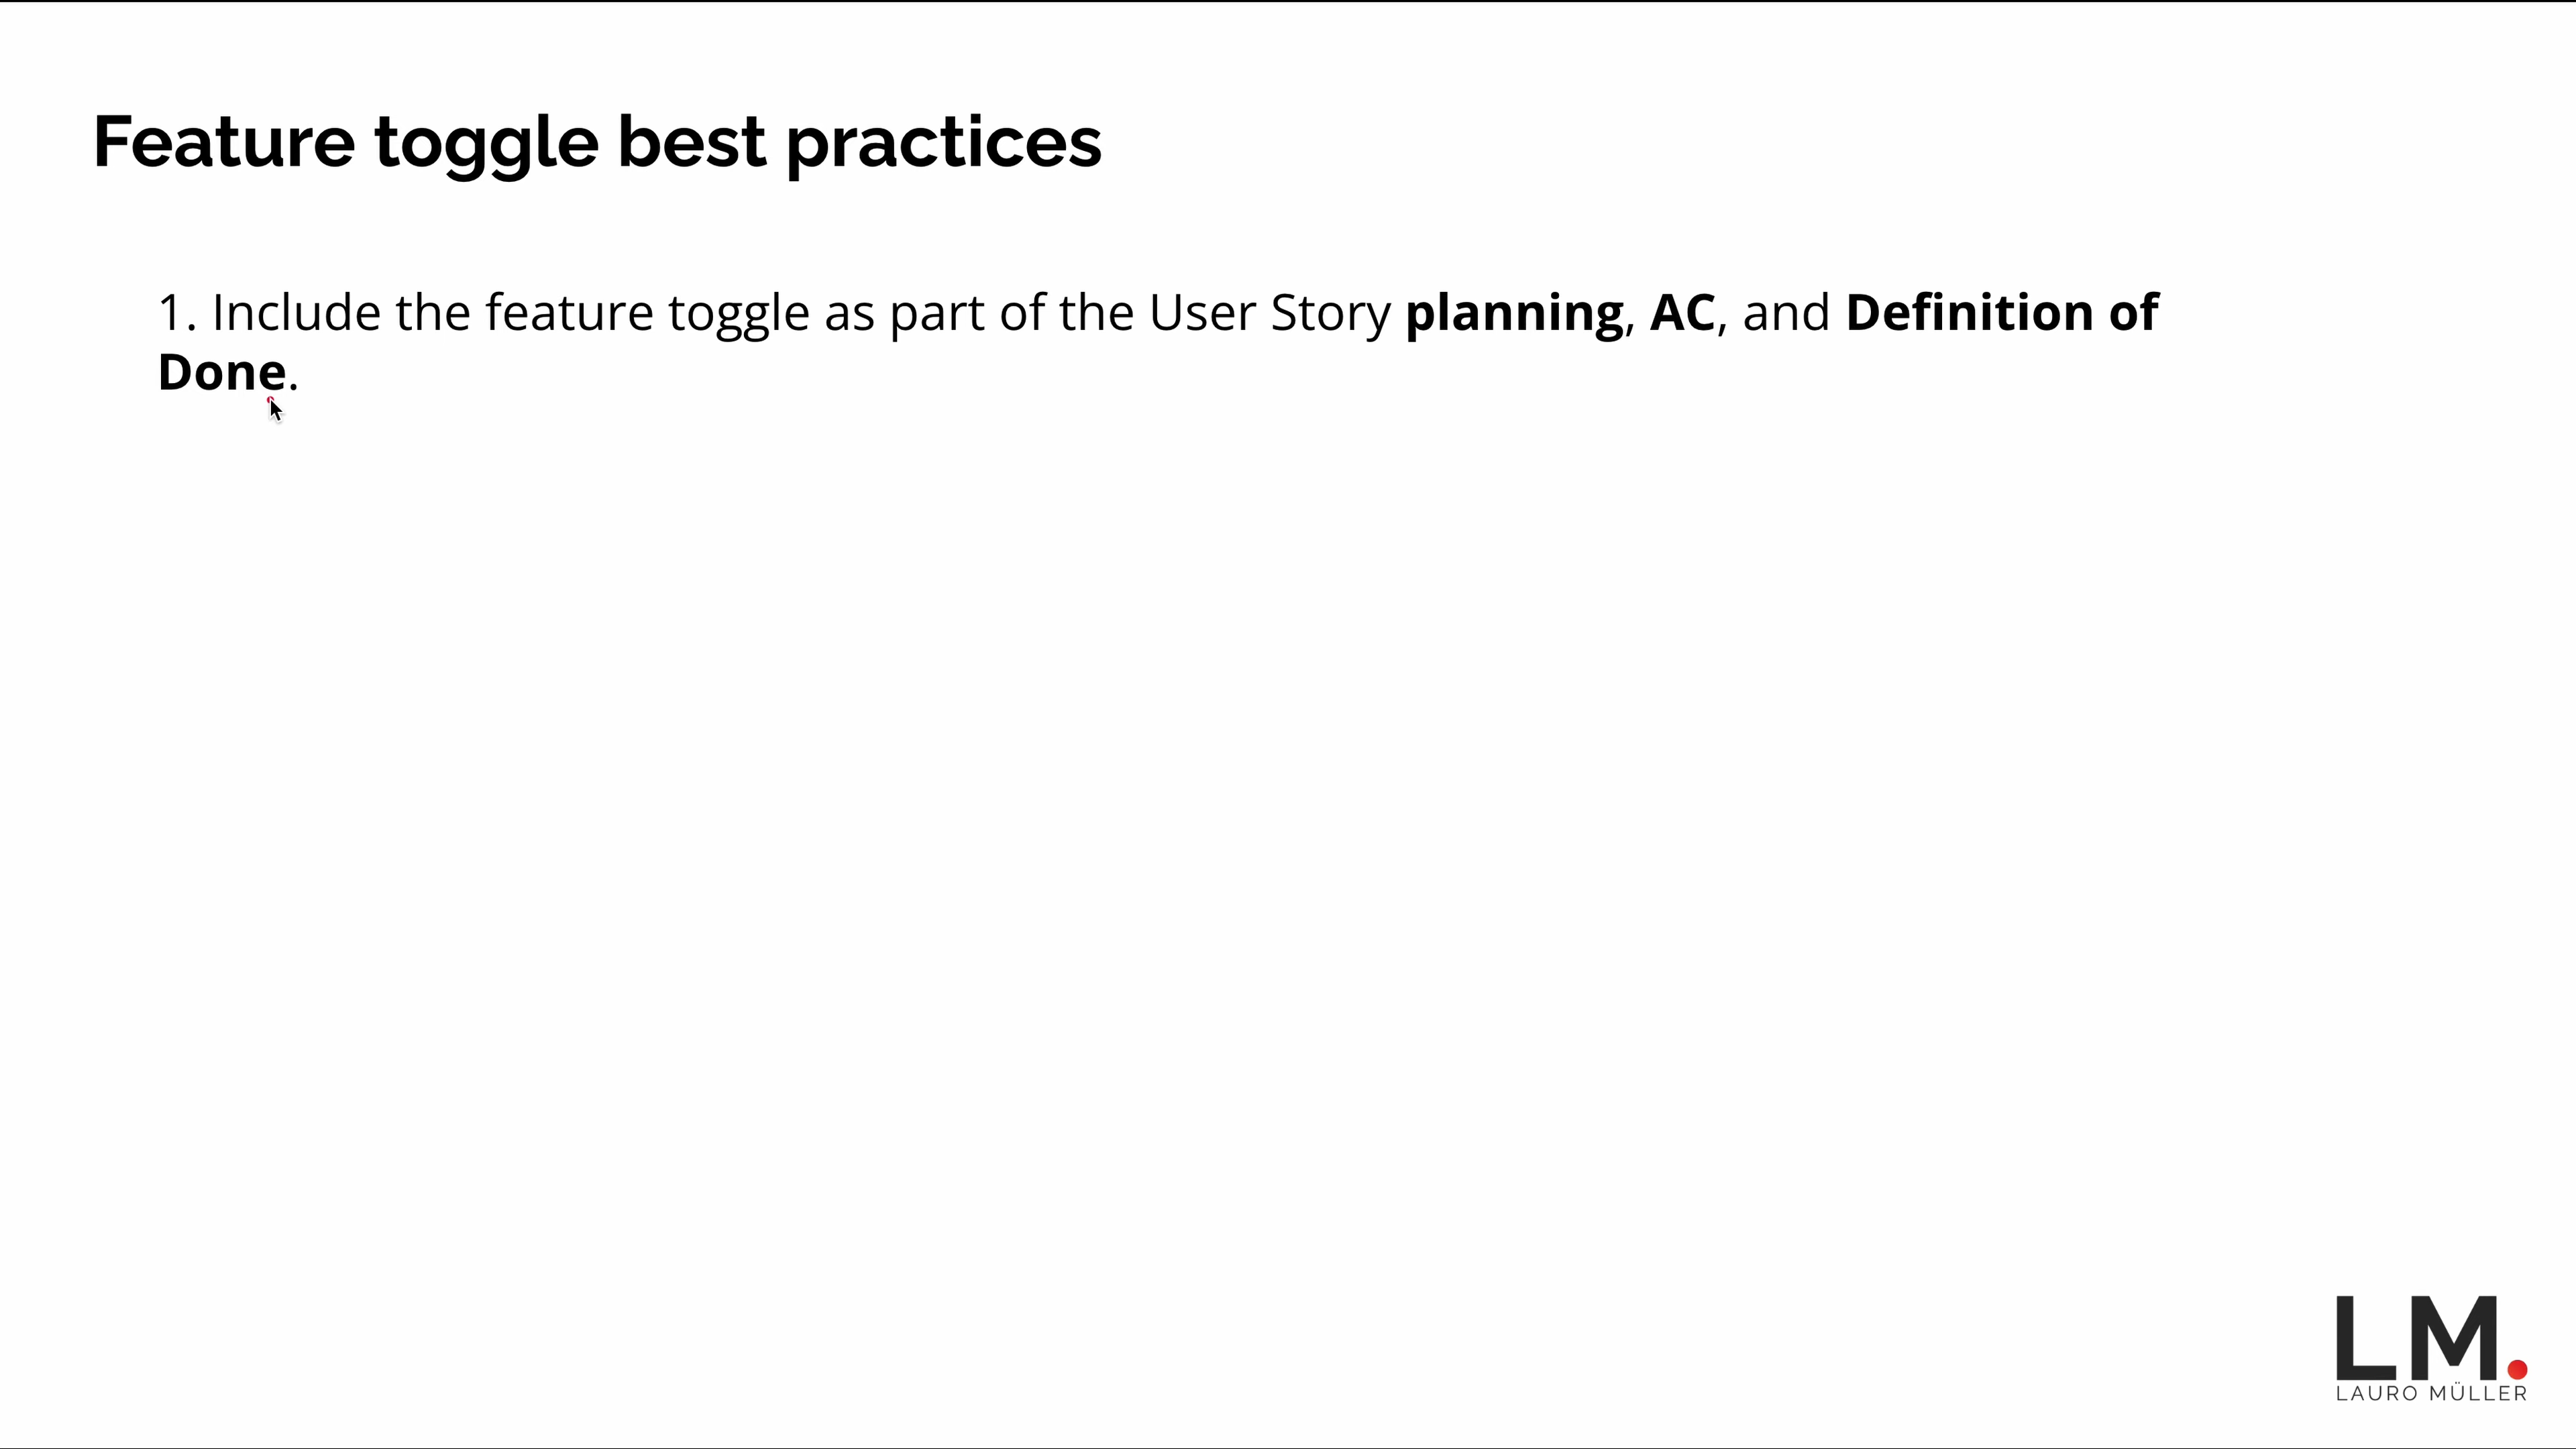 Feature toggle best practices
1. Include the feature toggle as part of the User Story planning, AC, and Definition of
Done.
LM.
LAURO MÜLLER